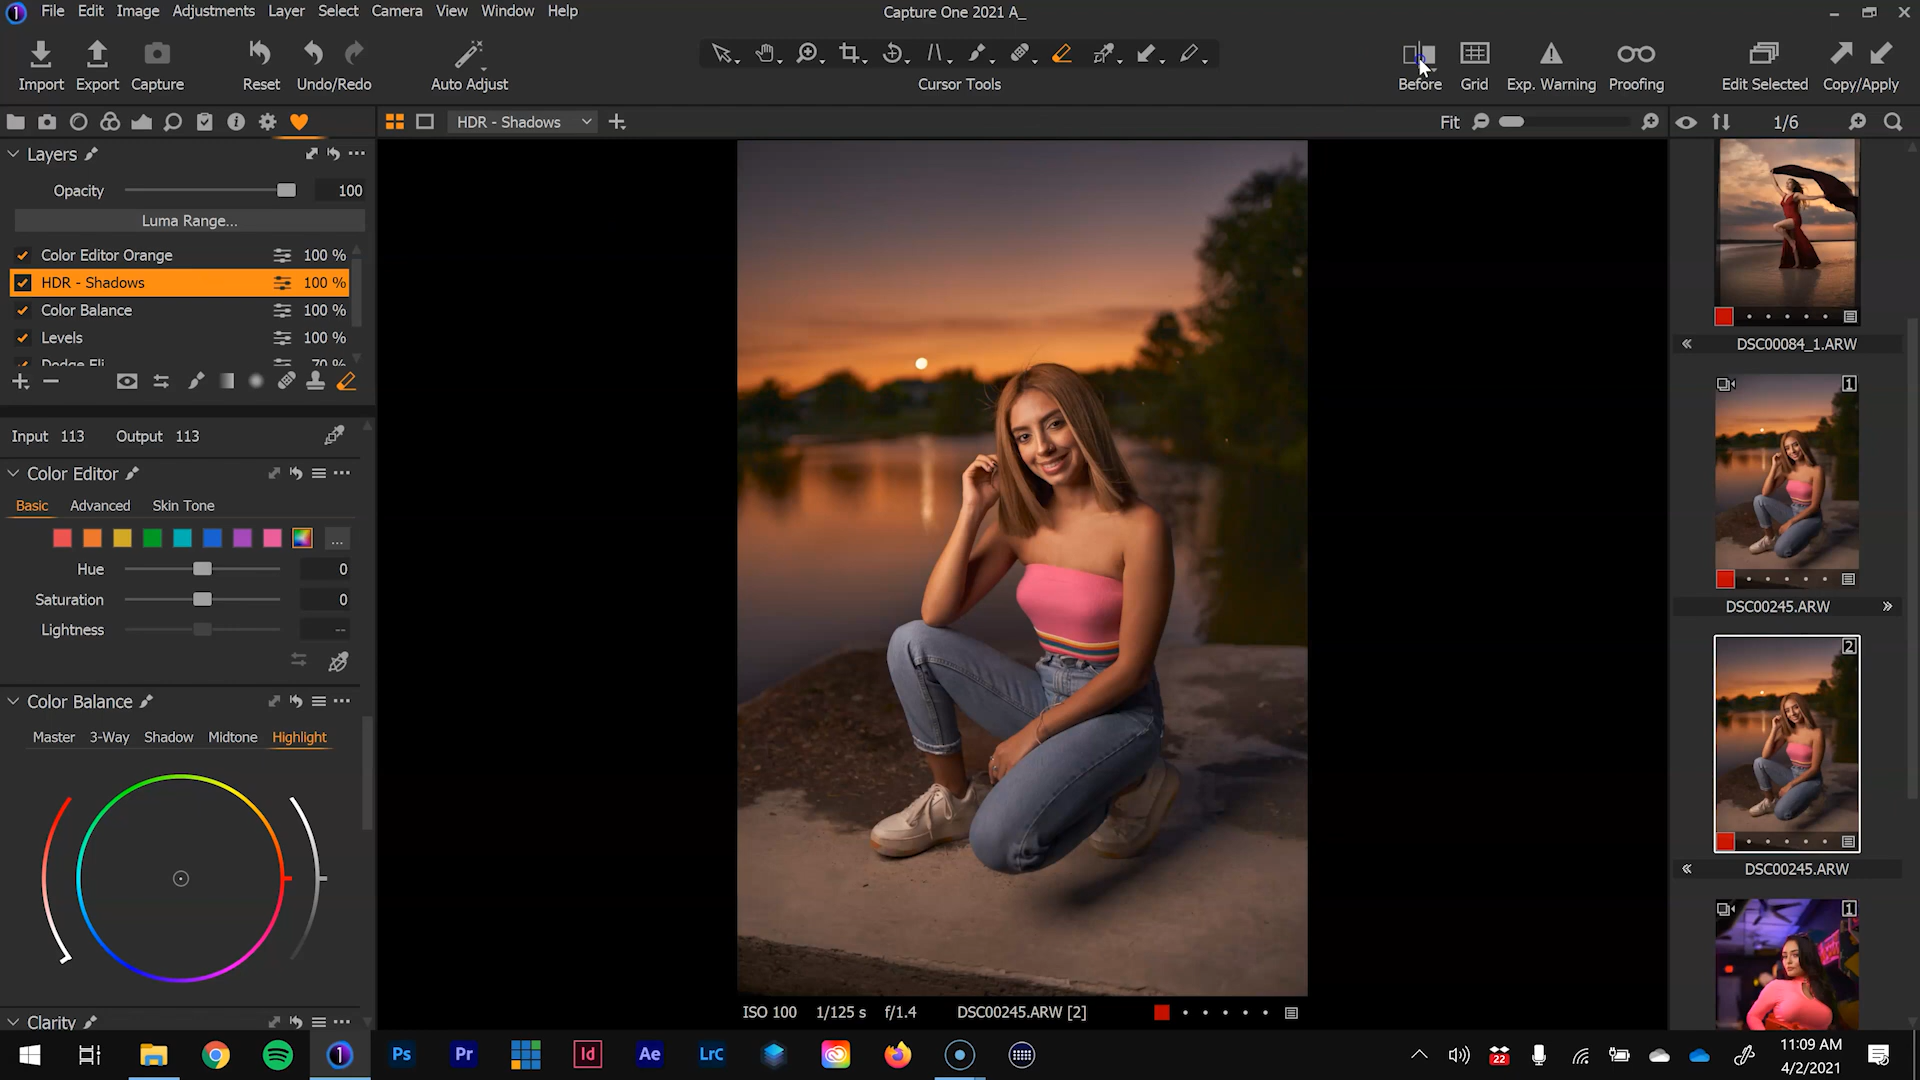 File Edit Image Adjustments Layer Select Camera View Window Help
Capture One 2021 A_
Import Export Capture Reset Undo/Redo Auto Adjust
Cursor Tools
Before Grid Exp. Warning Proofing Edit Selected Copy/Apply
HDR - Shadows
Fit
1/6
Layers
Opacity 100
Luma Range...
Color Editor Orange 100 %
HDR - Shadows 100 %
Color Balance 100 %
Levels 100 %
Input 113 Output 113
Color Editor
Basic Advanced Skin Tone
...
Hue 0
Saturation 0
Lightness --
Color Balance
Master 3-Way Shadow Midtone Highlight
Clarity
ISO 100 1/125 s f/1.4 DSC00245.ARW [2]
DSC00084_1.ARW
1
DSC00245.ARW
2
DSC00245.ARW
1
Ps Pr Id Ae LrC
22
11:09 AM
4/2/2021